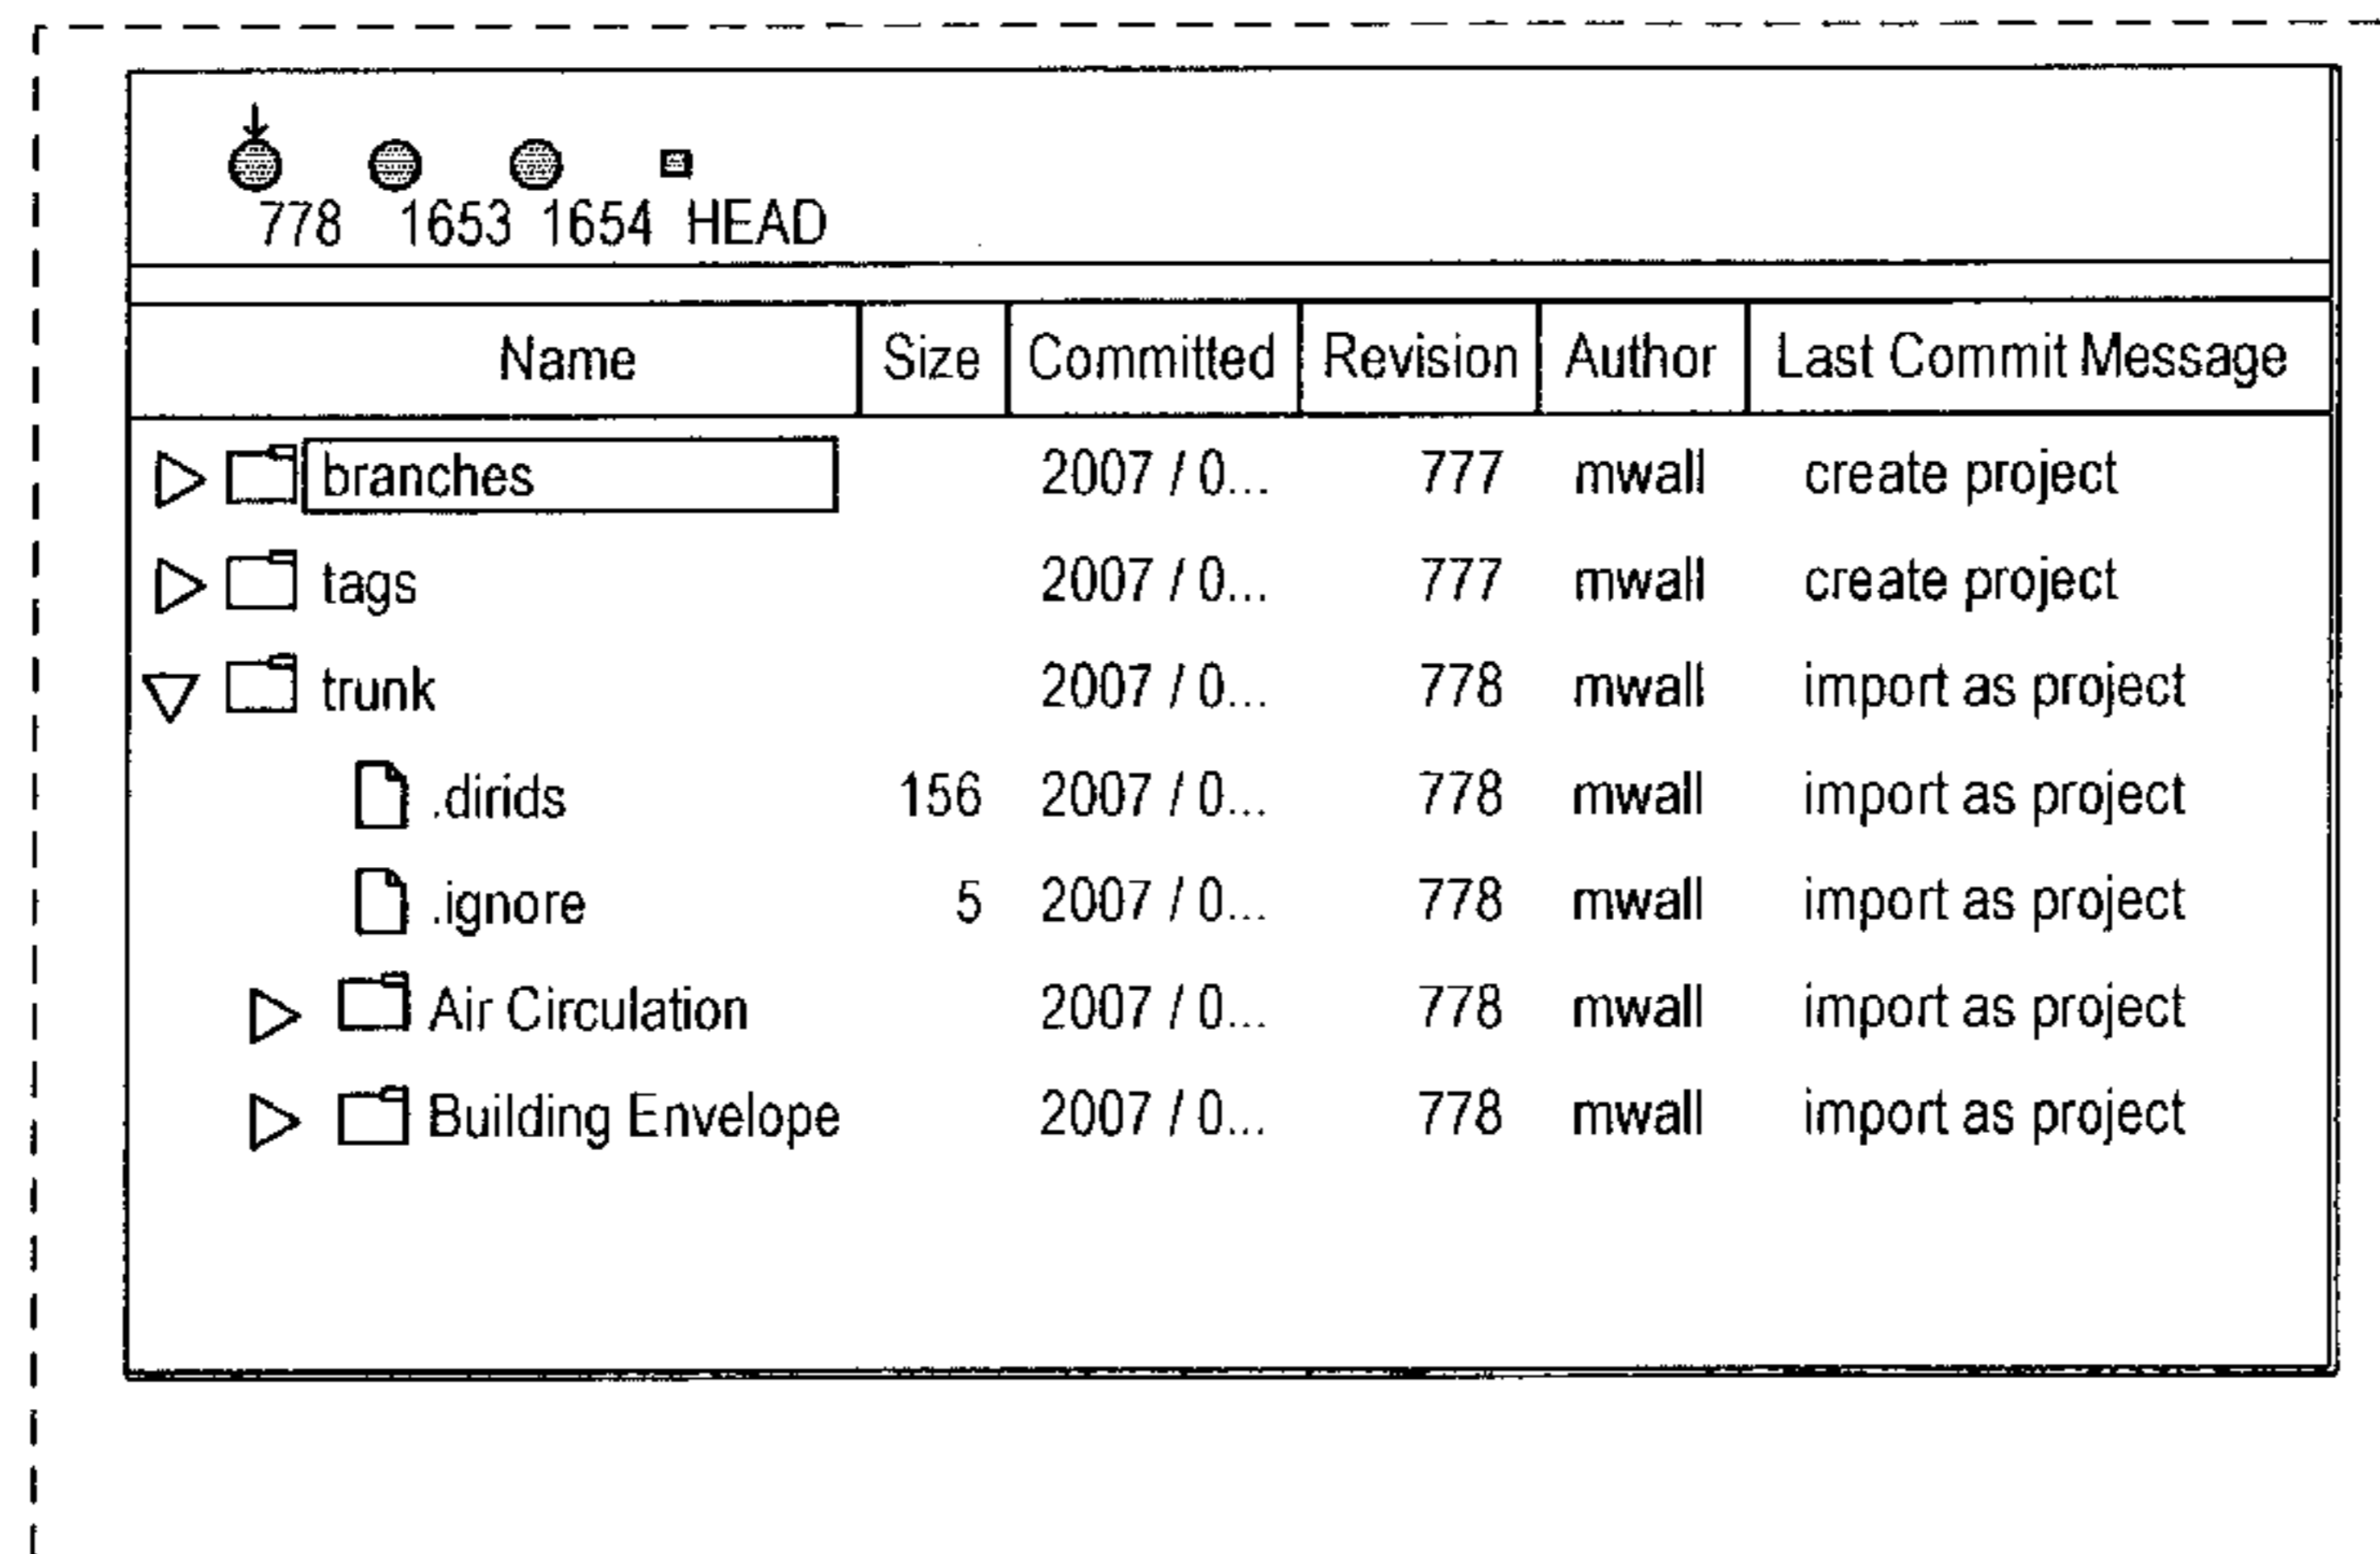 778 1653 1654 HEAD
Name Size Committed Revision Author Last Commit Message
branches 2007 / 0... 777 mwall create project
tags 2007 / 0... 777 mwall create project
trunk 2007 / 0... 778 mwall import as project
.dirids 156 2007 / 0... 778 mwall import as project
.ignore 5 2007 / 0... 778 mwall import as project
Air Circulation 2007 / 0... 778 mwall import as project
Building Envelope 2007 / 0... 778 mwall import as project